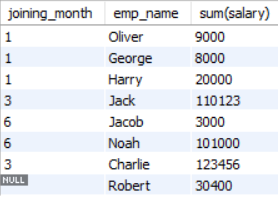 joining_month emp_name sum(salary)
1 Oliver 9000
1 George 8000
1 Harry 20000
3 Jack 110123
6 Jacob 3000
6 Noah 101000
3 Charlie 123456
NULL Robert 30400